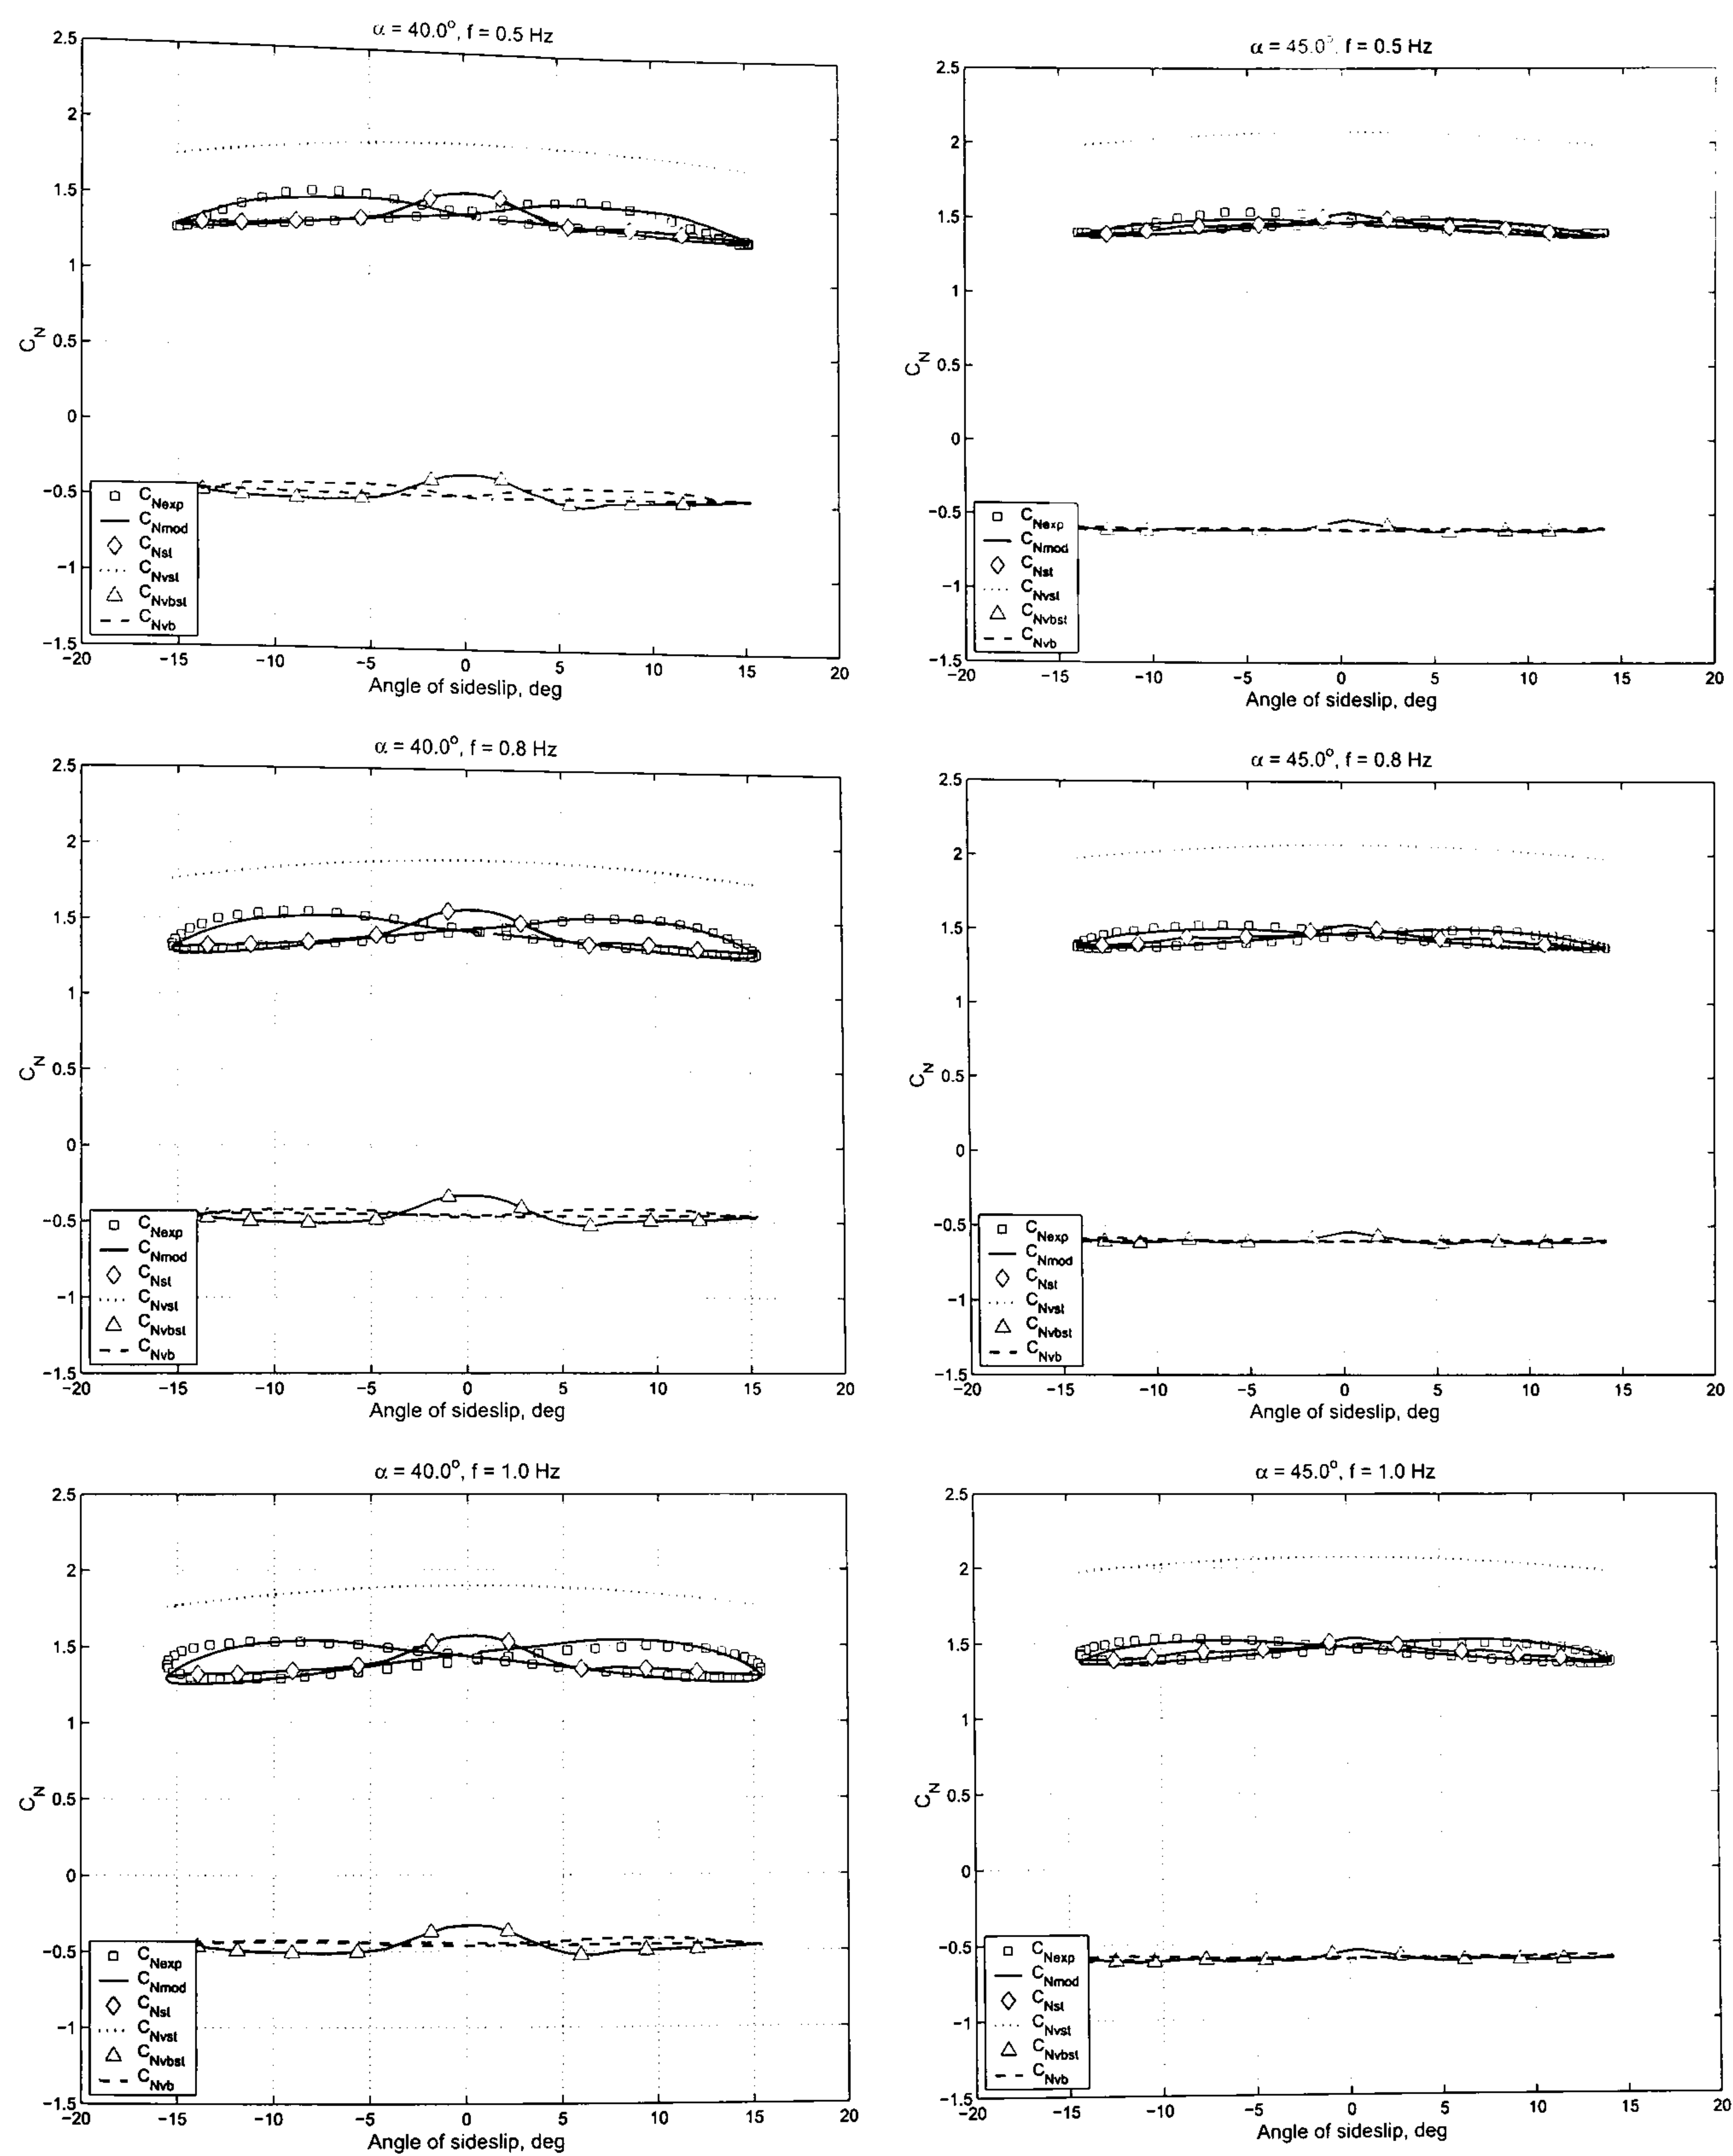 α = 40.0°, f = 0.5 Hz
2.5
2
1.5
1
0.5
0
−0.5
−1
−1.5
C_N
C_Nexp
C_Nmod
C_Nst
C_Nvst
C_Nvbst
C_Nvb
−20 −15 −10 −5 0 5 10 15 20
Angle of sideslip, deg
α = 45.0°, f = 0.5 Hz
2.5
2
1.5
1
0.5
0
−0.5
−1
−1.5
C_N
C_Nexp
C_Nmod
C_Nst
C_Nvst
C_Nvbst
C_Nvb
−20 −15 −10 −5 0 5 10 15 20
Angle of sideslip, deg
α = 40.0°, f = 0.8 Hz
2.5
2
1.5
1
0.5
0
−0.5
−1
−1.5
C_N
C_Nexp
C_Nmod
C_Nst
C_Nvst
C_Nvbst
C_Nvb
−20 −15 −10 −5 0 5 10 15 20
Angle of sideslip, deg
α = 45.0°, f = 0.8 Hz
2.5
2
1.5
1
0.5
0
−0.5
−1
−1.5
C_N
C_Nexp
C_Nmod
C_Nst
C_Nvst
C_Nvbst
C_Nvb
−20 −15 −10 −5 0 5 10 15 20
Angle of sideslip, deg
α = 40.0°, f = 1.0 Hz
2.5
2
1.5
1
0.5
0
−0.5
−1
−1.5
C_N
C_Nexp
C_Nmod
C_Nst
C_Nvst
C_Nvbst
C_Nvb
−20 −15 −10 −5 0 5 10 15 20
Angle of sideslip, deg
α = 45.0°, f = 1.0 Hz
2.5
2
1.5
1
0.5
0
−0.5
−1
−1.5
C_N
C_Nexp
C_Nmod
C_Nst
C_Nvst
C_Nvbst
C_Nvb
−20 −15 −10 −5 0 5 10 15 20
Angle of sideslip, deg